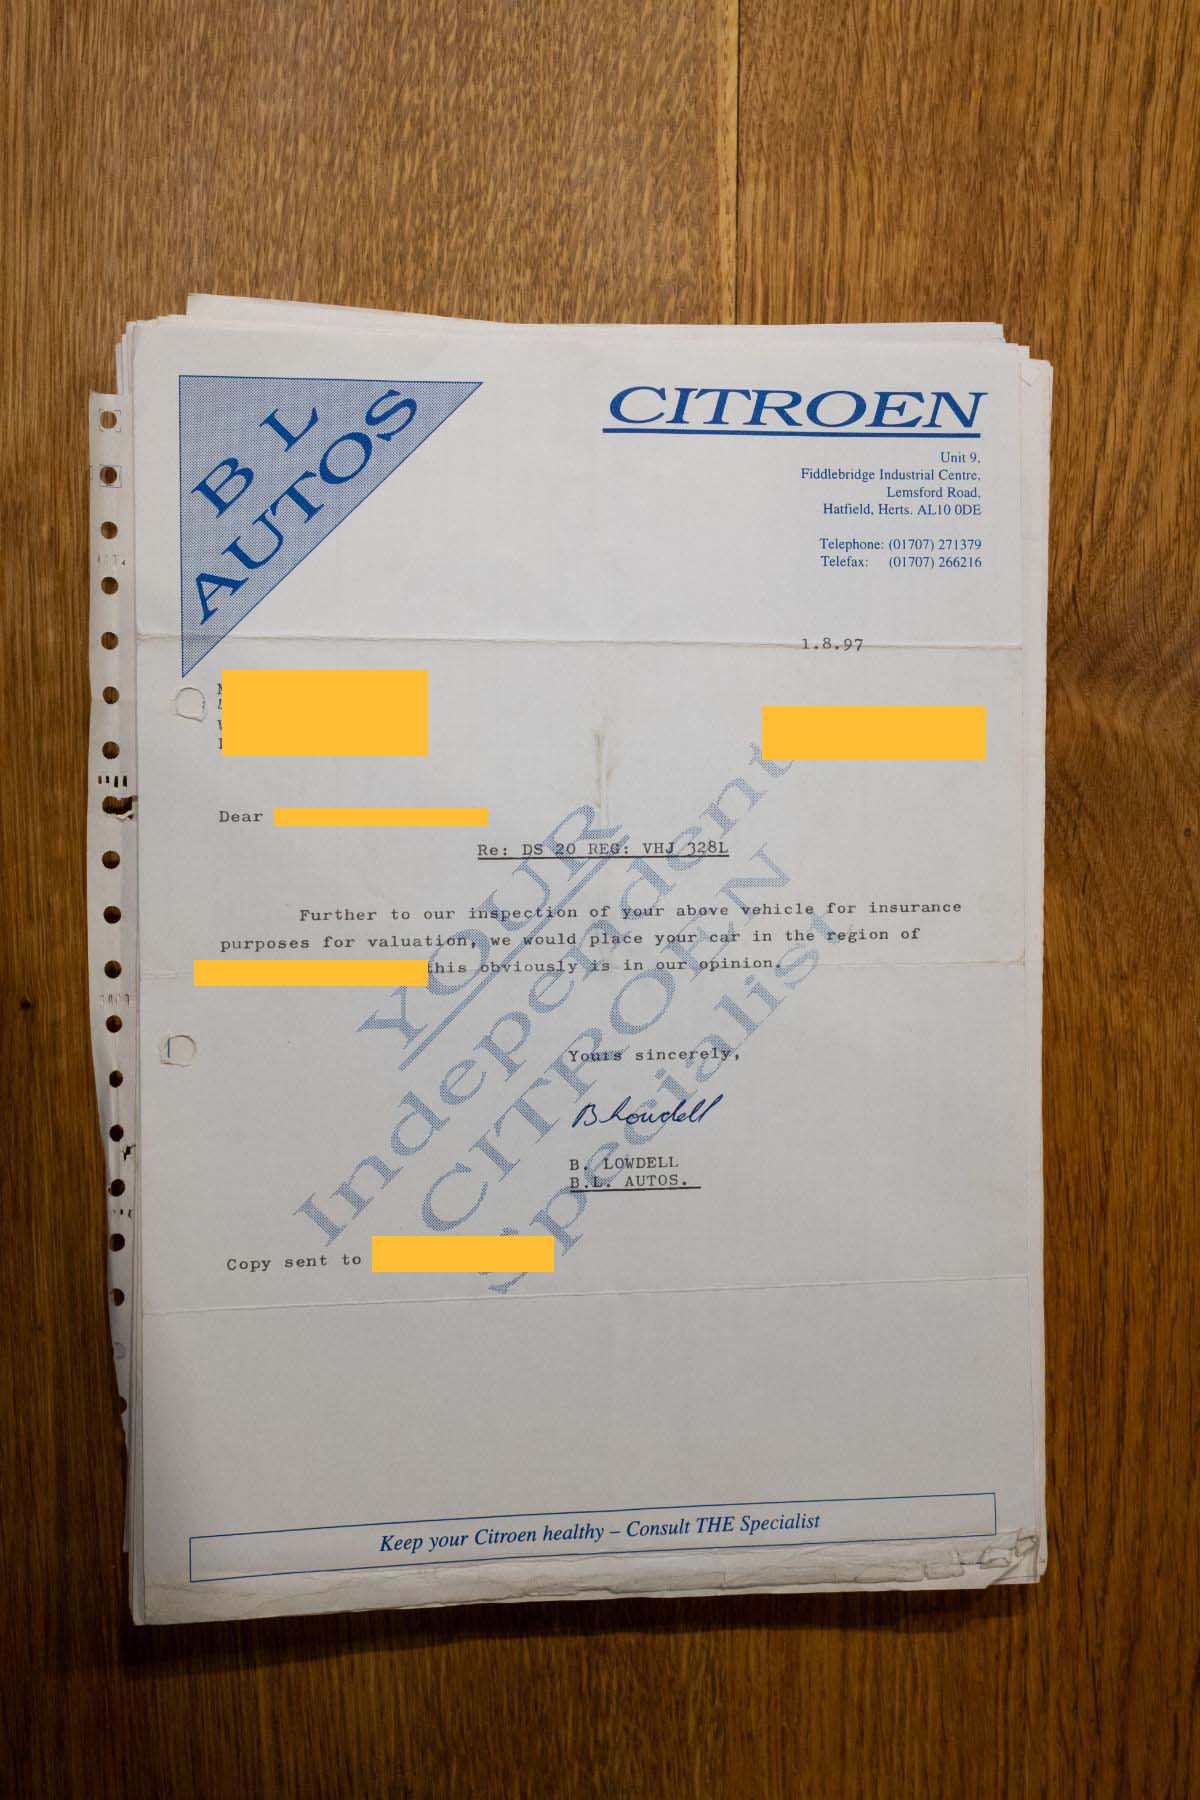 B L
AUTOS
CITROEN
Unit 9,
Fiddlebridge Industrial Centre,
Lemsford Road,
Hatfield, Herts. AL10 0DE
Telephone: (01707) 271379
Telefax: (01707) 266216
1.8.97
Dear
Re: DS 20 REG: VHJ 328L
Further to our inspection of your above vehicle for insurance
purposes for valuation, we would place your car in the region of
this obviously is in our opinion.
Yours sincerely,
B Lowdell
B. LOWDELL
B.L. AUTOS.
Copy sent to
YOUR
Independent
CITROEN
Specialist
Keep your Citroen healthy – Consult THE Specialist